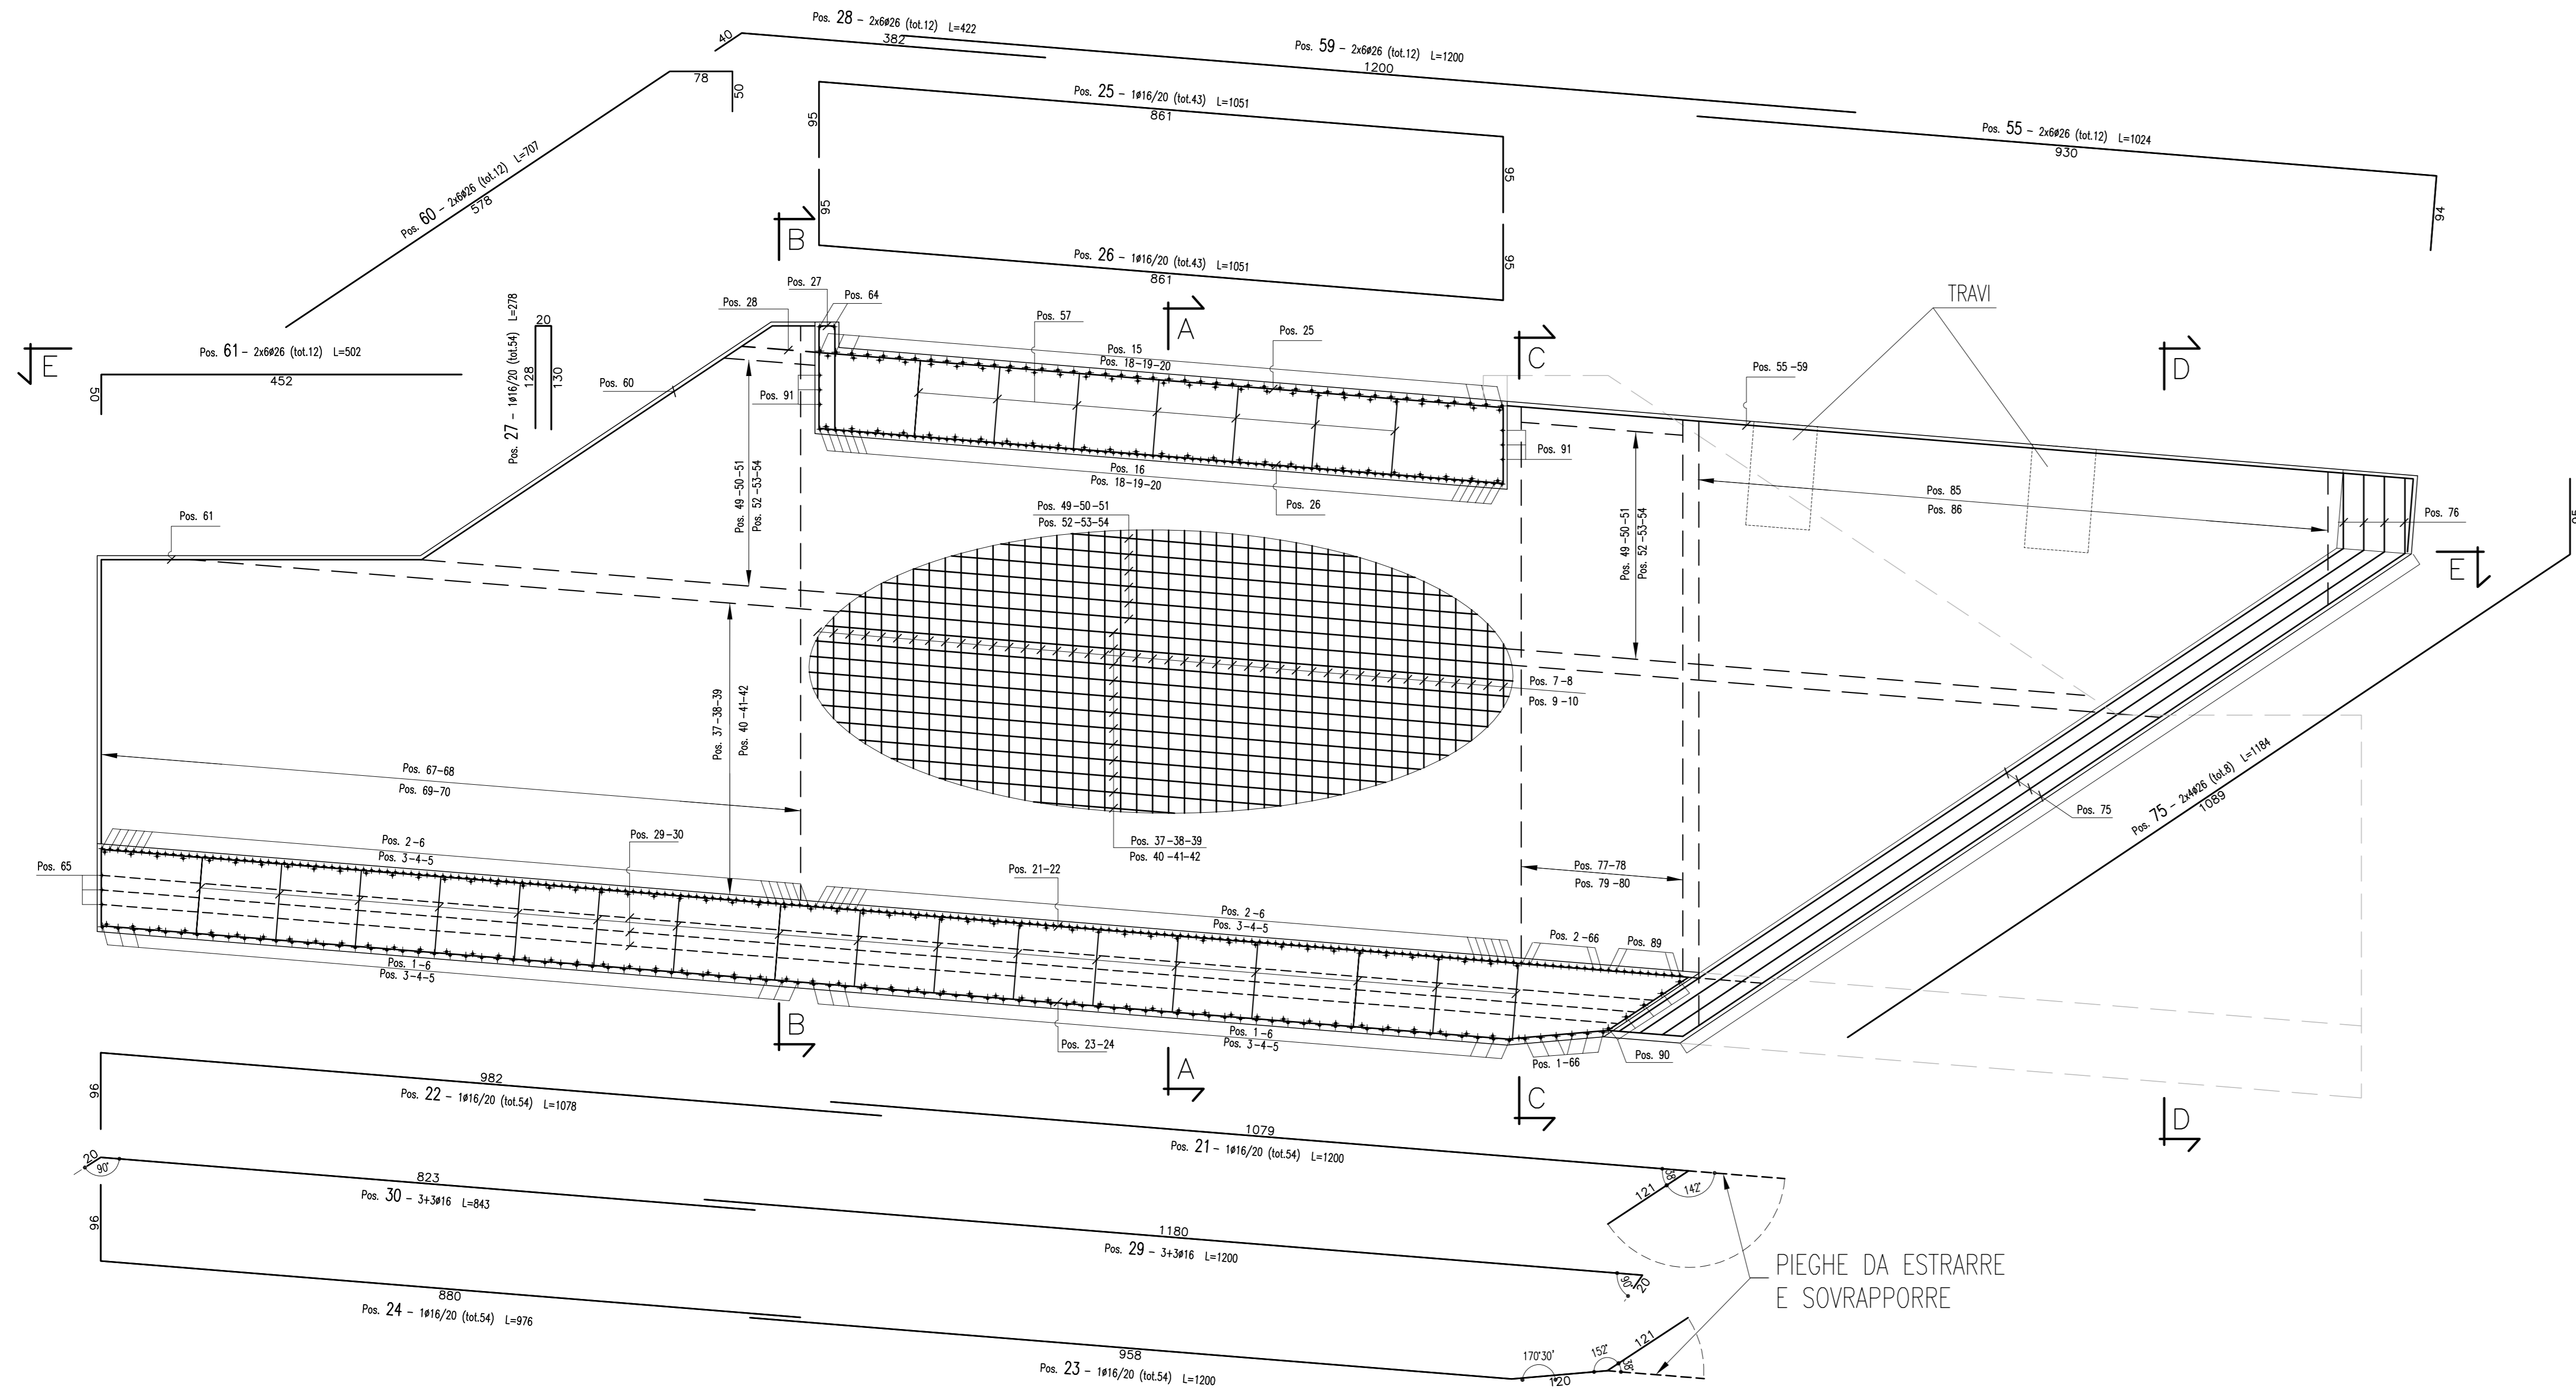 Pos. 28 - 2x6ø26 (tot.12) L=422
40
382
Pos. 59 - 2x6ø26 (tot.12) L=1200
1200
78
50
Pos. 25 - 1ø16/20 (tot.43) L=1051
861
95
95
Pos. 55 - 2x6ø26 (tot.12) L=1024
930
94
Pos. 60 - 2x6ø26 (tot.12) L=707
578
95
95
B
Pos. 26 - 1ø16/20 (tot.43) L=1051
861
Pos. 27
Pos. 64
Pos. 28
TRAVI
Pos. 57
A
Pos. 25
E
Pos. 61 - 2x6ø26 (tot.12) L=502
452
50
Pos. 27 - 1ø16/20 (tot.54) L=278
20
128
130
Pos. 15
Pos. 18-19-20
C
D
Pos. 60
Pos. 91
Pos. 55-59
Pos. 91
Pos. 16
Pos. 18-19-20
Pos. 26
Pos. 49-50-51
Pos. 52-53-54
Pos. 49-50-51
Pos. 52-53-54
Pos. 49-50-51
Pos. 52-53-54
Pos. 85
Pos. 86
Pos. 76
95
Pos. 61
E
Pos. 7-8
Pos. 9-10
Pos. 37-38-39
Pos. 40-41-42
Pos. 67-68
Pos. 69-70
Pos. 75 - 2x4ø26 (tot.8) L=1184
1089
Pos. 75
Pos. 37-38-39
Pos. 40-41-42
Pos. 2-6
Pos. 3-4-5
Pos. 29-30
Pos. 65
Pos. 21-22
Pos. 77-78
Pos. 79-80
Pos. 2-6
Pos. 3-4-5
Pos. 2-66
Pos. 89
Pos. 1-6
Pos. 3-4-5
B
Pos. 23-24
Pos. 1-6
Pos. 3-4-5
Pos. 1-66
Pos. 90
A
C
D
96
982
Pos. 22 - 1ø16/20 (tot.54) L=1078
1079
Pos. 21 - 1ø16/20 (tot.54) L=1200
38°
142°
121
20
90°
823
Pos. 30 - 3+3ø16 L=843
1180
Pos. 29 - 3+3ø16 L=1200
90°
20
96
880
Pos. 24 - 1ø16/20 (tot.54) L=976
PIEGHE DA ESTRARRE
E SOVRAPPORRE
958
Pos. 23 - 1ø16/20 (tot.54) L=1200
170°30'
120
152°
38°
121